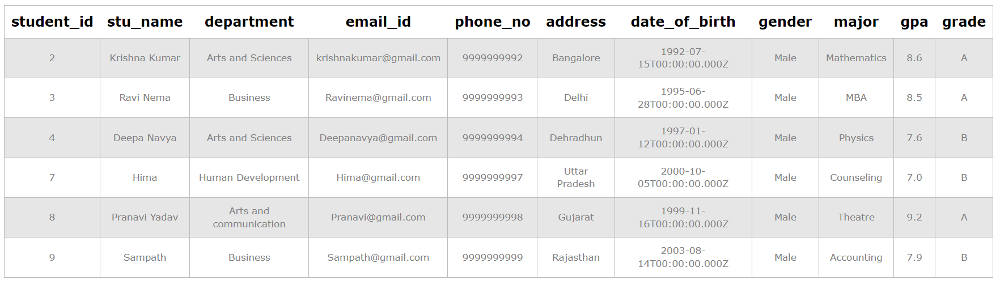 student_id stu_name department email_id phone_no address date_of_birth gender major gpa grade
2 Krishna Kumar Arts and Sciences krishnakumar@gmail.com 9999999992 Bangalore 1992-07-
15T00:00:00.000Z Male Mathematics 8.6 A
3 Ravi Nema Business Ravinema@gmail.com 9999999993 Delhi 1995-06-
28T00:00:00.000Z Male MBA 8.5 A
4 Deepa Navya Arts and Sciences Deepanavya@gmail.com 9999999994 Dehradhun 1997-01-
12T00:00:00.000Z Male Physics 7.6 B
7 Hima Human Development Hima@gmail.com 9999999997 Uttar
Pradesh 2000-10-
05T00:00:00.000Z Male Counseling 7.0 B
8 Pranavi Yadav Arts and
communication Pranavi@gmail.com 9999999998 Gujarat 1999-11-
16T00:00:00.000Z Male Theatre 9.2 A
9 Sampath Business Sampath@gmail.com 9999999999 Rajasthan 2003-08-
14T00:00:00.000Z Male Accounting 7.9 B